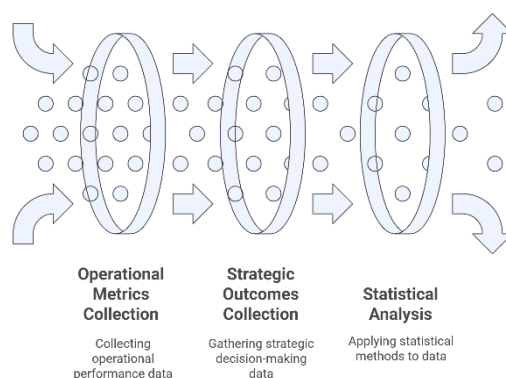 Operational
Metrics
Collection
Collecting
operational
performance data
Strategic
Outcomes
Collection
Gathering strategic
decision-making
data
Statistical
Analysis
Applying statistical
methods to data